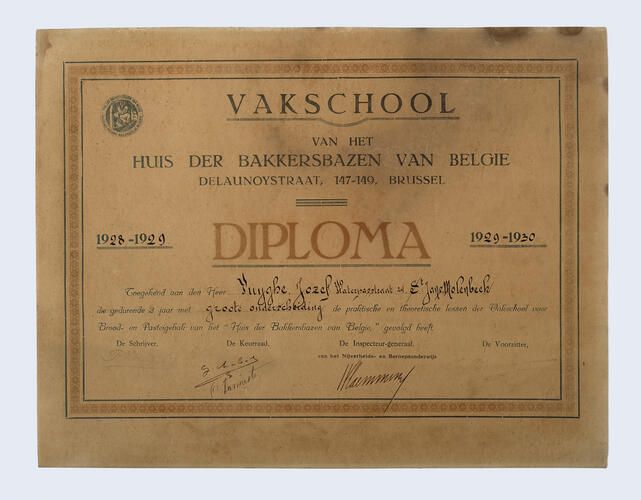 VAKSCHOOL
VAN HET
HUIS DER BAKKERSBAZEN VAN BELGIE
DELAUNOYSTRAAT, 147-149, BRUSSEL
DIPLOMA
1928-1929 1929-1930
Toegekend aan den Heer Jozef Waterpasstraat St Jans Molenbeek
die gedurende 2 jaar met groote onderscheiding de praktische en theoretische lessen der Vakschool voor
Brood- en Pasteigebak van het "Huis der Bakkersbazen van Belgie," gevolgd heeft.
De Schrijver. De Keurraad. De Inspecteur-generaal. De Voorzitter,
van het Nijverheids- en Beroepsonderwijs